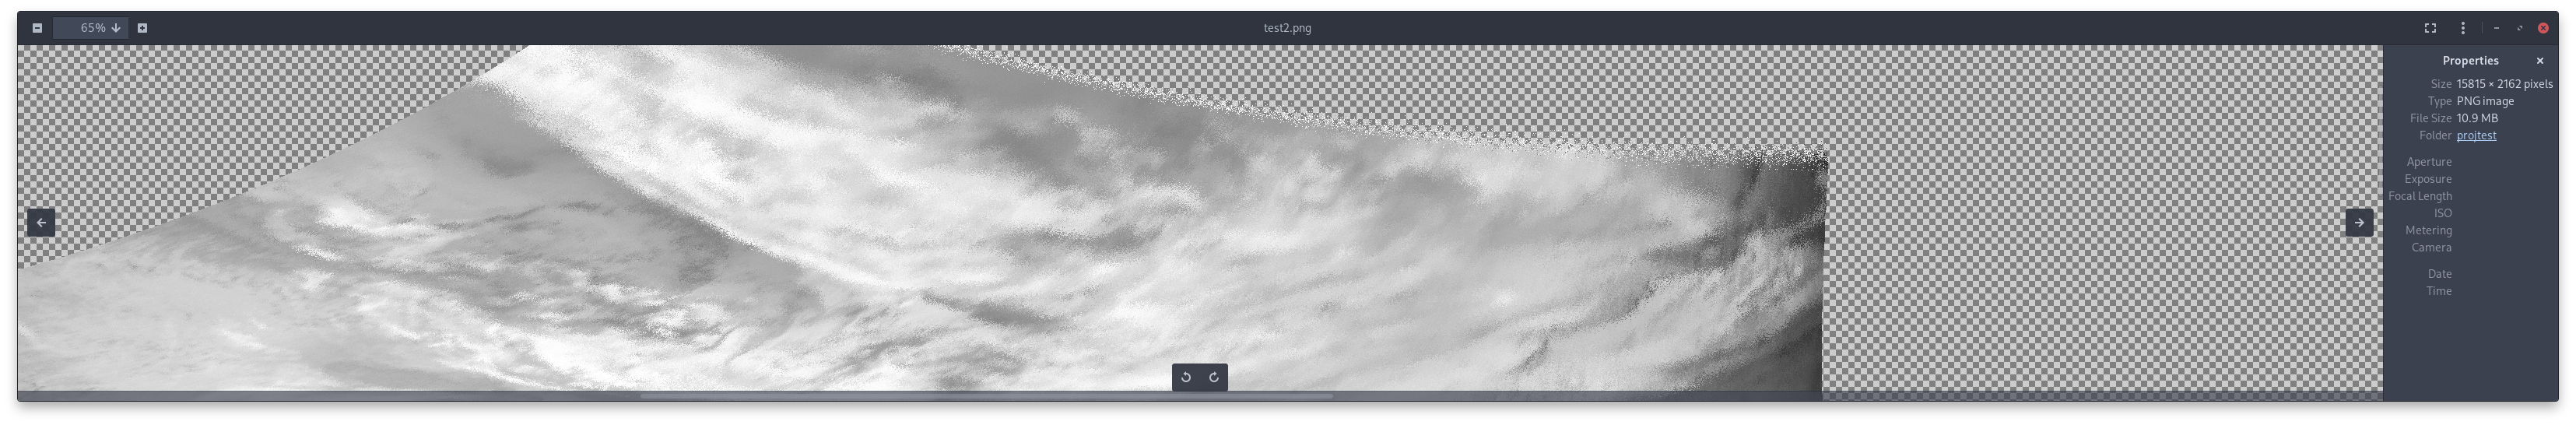 65%
test2.png
Properties
Size 15815 × 2162 pixels
Type PNG image
File Size 10.9 MB
Folder projtest
Aperture
Exposure
Focal Length
ISO
Metering
Camera
Date
Time